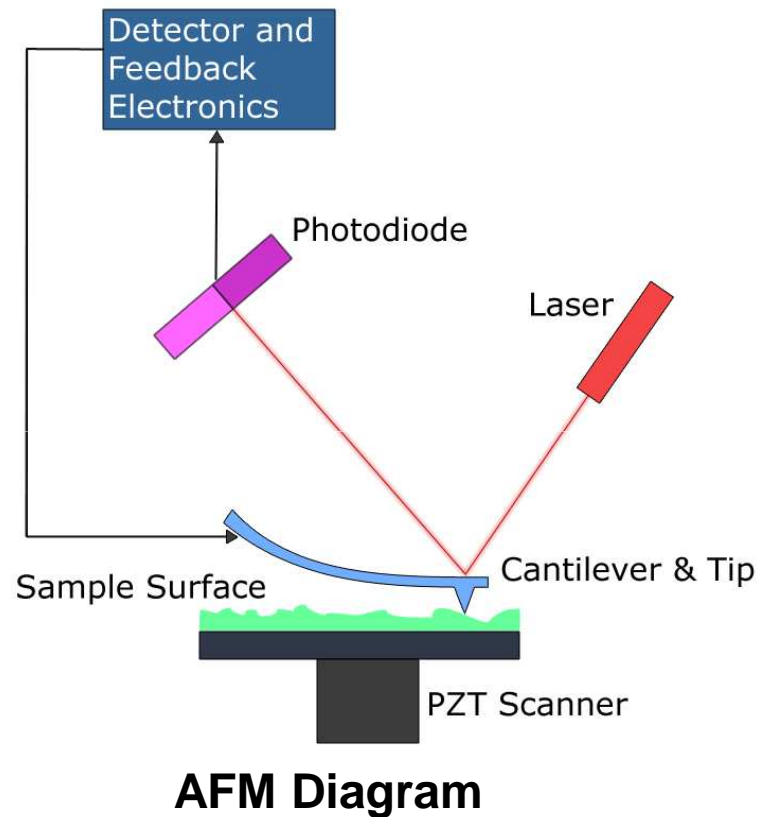 Detector and
Feedback
Electronics
Photodiode
Laser
Cantilever & Tip
Sample Surface
PZT Scanner
AFM Diagram